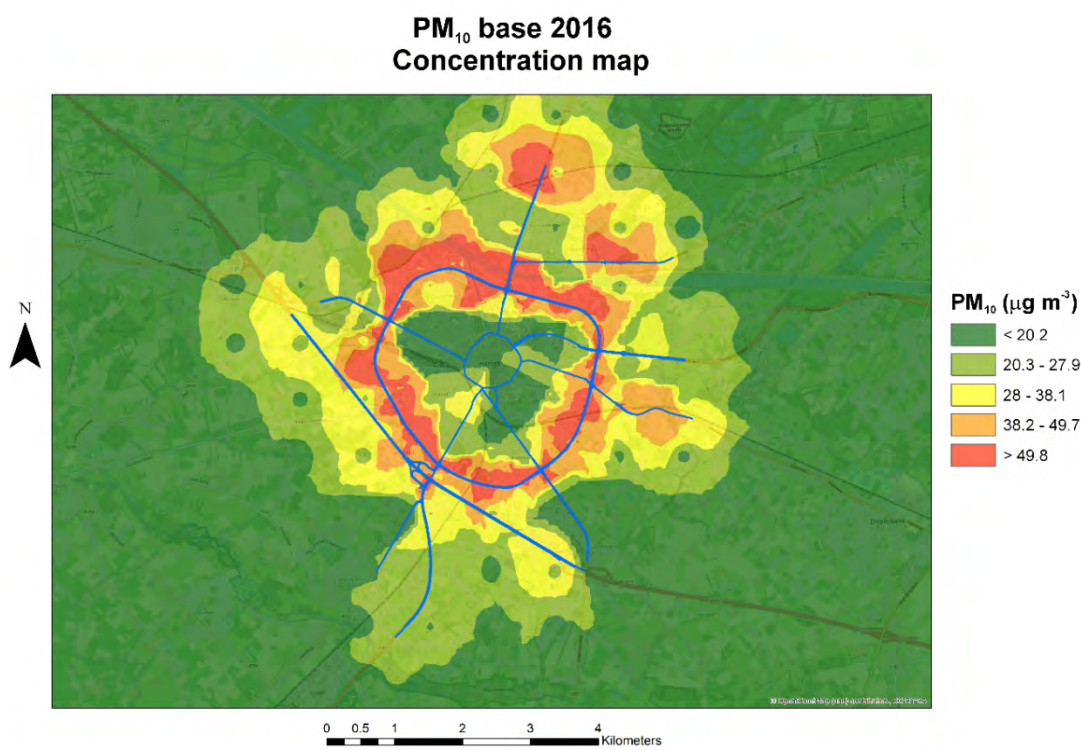 PM₁₀ base 2016
Concentration map
N
PM₁₀ (µg m⁻³)
< 20.2
20.3 - 27.9
28 - 38.1
38.2 - 49.7
> 49.8
0 0.5 1 2 3 4
Kilometers